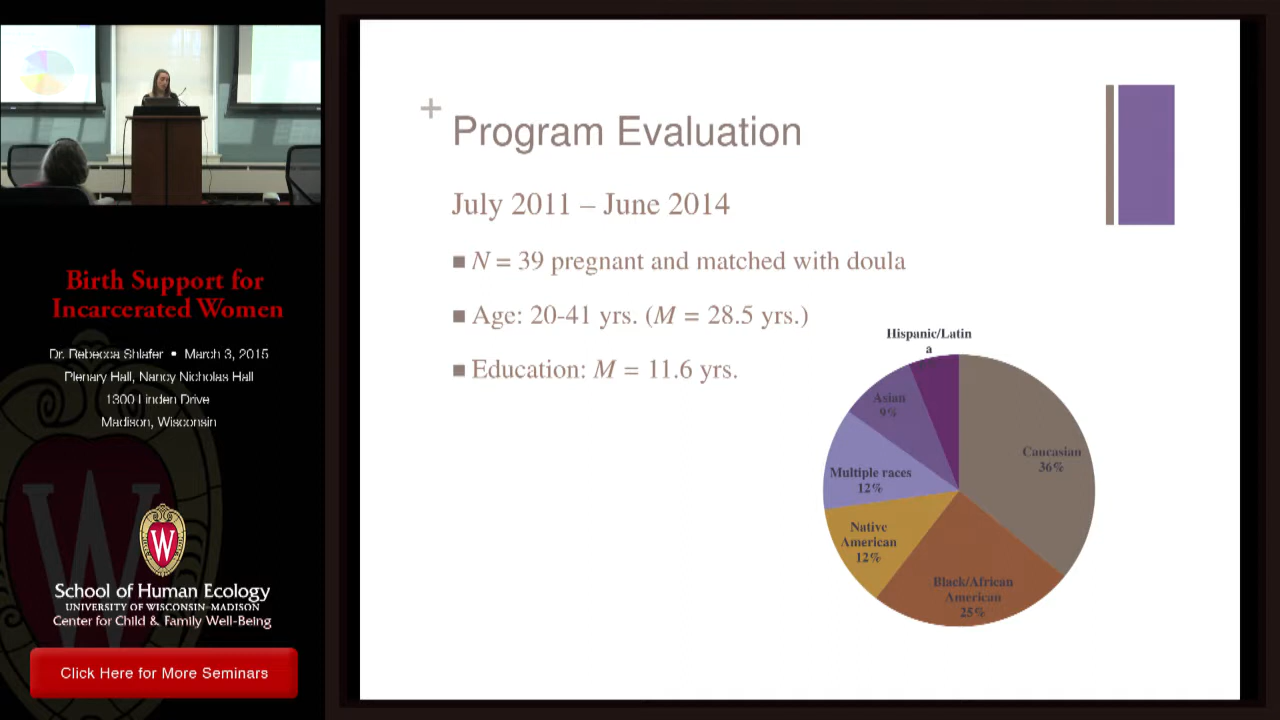 Birth Support for
Incarcerated Women
Dr. Rebecca Shlafer • March 3, 2015
Plenary Hall, Nancy Nicholas Hall
1300 Linden Drive
Madison, Wisconsin
W
School of Human Ecology
UNIVERSITY OF WISCONSIN-MADISON
Center for Child & Family Well-Being
Click Here for More Seminars
+
Program Evaluation
July 2011 – June 2014
■ N = 39 pregnant and matched with doula
■ Age: 20-41 yrs. (M = 28.5 yrs.)
■ Education: M = 11.6 yrs.
Hispanic/Latin
a
Asian
9%
Caucasian
36%
Multiple races
12%
Native
American
12%
Black/African
American
25%